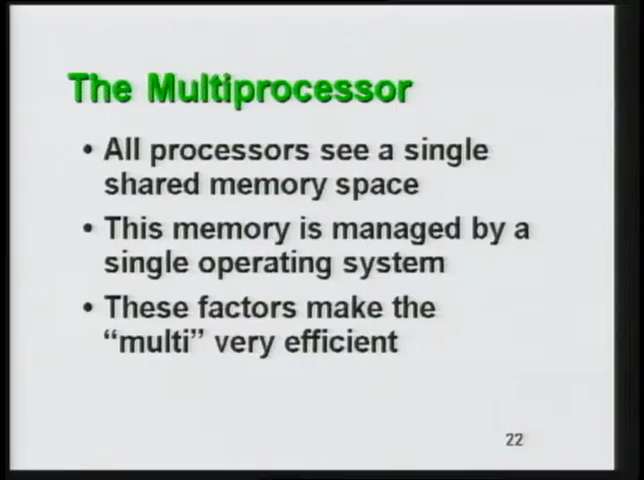 The Multiprocessor
• All processors see a single
shared memory space
• This memory is managed by a
single operating system
• These factors make the
“multi” very efficient
22